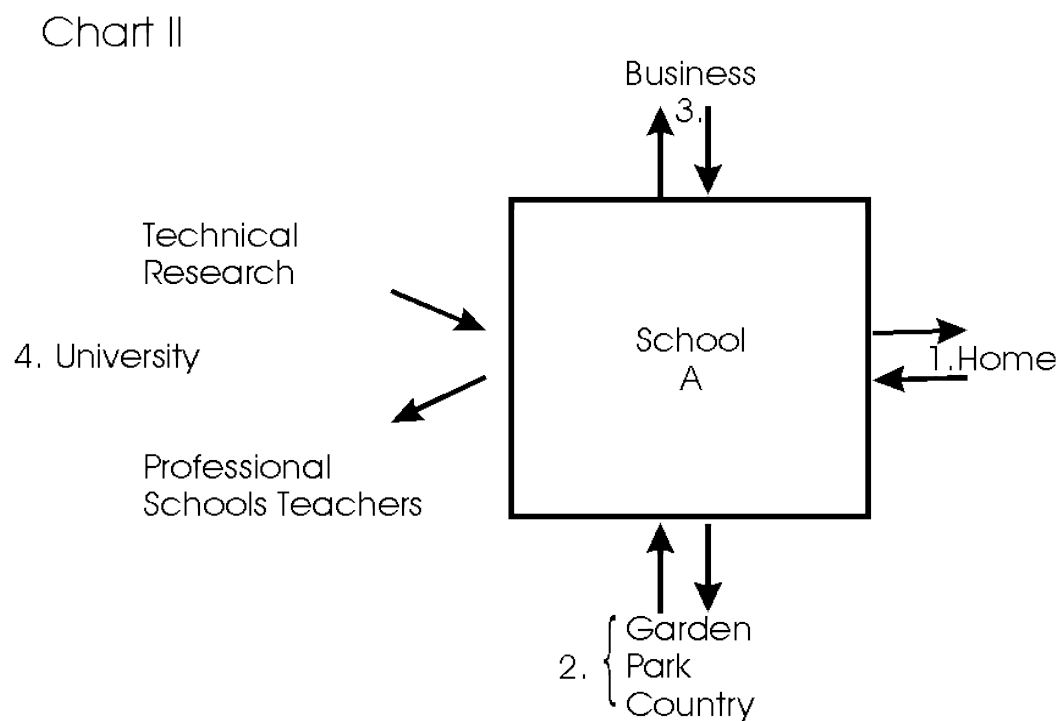 Chart II
Business
3.
Technical
Research
4. University
School
A
1.Home
Professional
Schools Teachers
2.
Garden
Park
Country